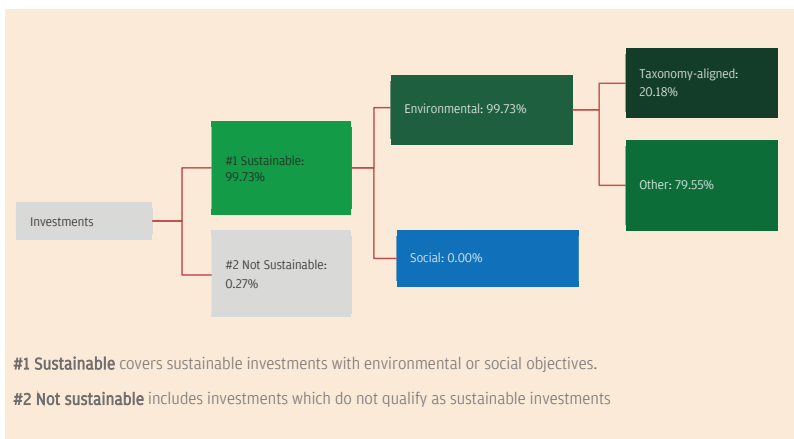 Investments
#1 Sustainable:
99.73%
#2 Not Sustainable:
0.27%
Environmental: 99.73%
Social: 0.00%
Taxonomy-aligned:
20.18%
Other: 79.55%
#1 Sustainable covers sustainable investments with environmental or social objectives.
#2 Not sustainable includes investments which do not qualify as sustainable investments